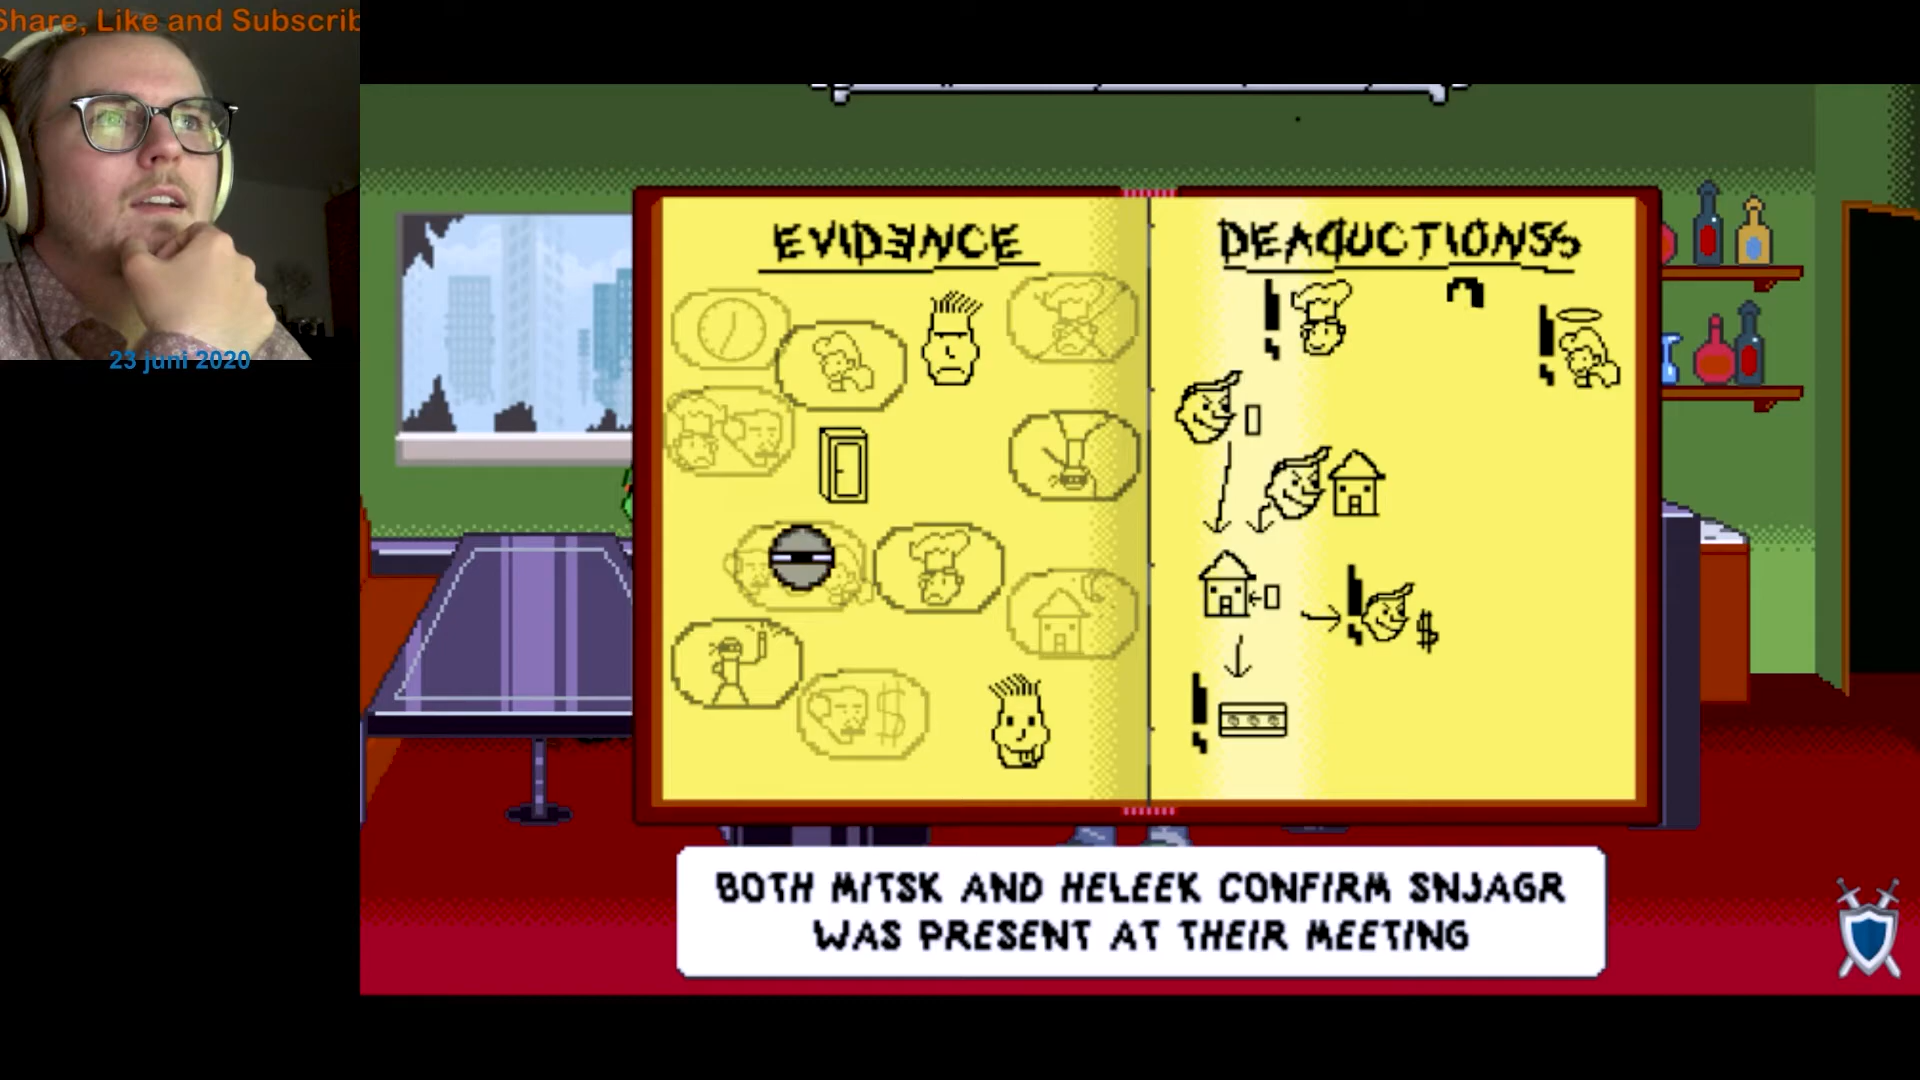 Share, Like and Subscrib
23 juni 2020
EVIDENCE
DEADUCTIONSS
$
$
BOTH MITSK AND HELEEK CONFIRM SNJAGR
WAS PRESENT AT THEIR MEETING